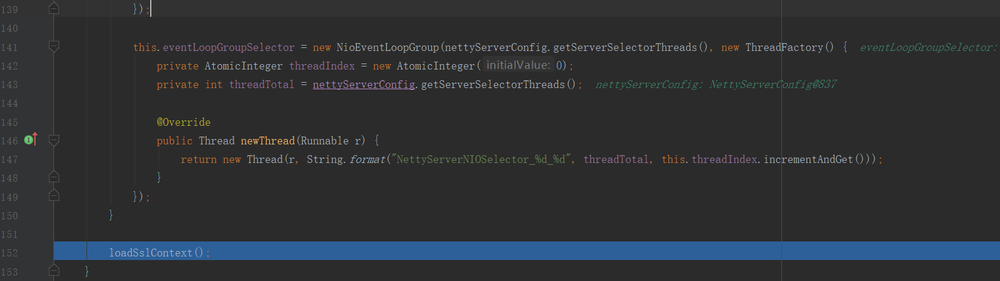 139 });
140
141 this.eventLoopGroupSelector = new NioEventLoopGroup(nettyServerConfig.getServerSelectorThreads(), new ThreadFactory() { eventLoopGroupSelector:
142 private AtomicInteger threadIndex = new AtomicInteger( initialValue: 0);
143 private int threadTotal = nettyServerConfig.getServerSelectorThreads(); nettyServerConfig: NettyServerConfig@837
144
145 @Override
146 public Thread newThread(Runnable r) {
147 return new Thread(r, String.format("NettyServerNIOSelector_%d_%d", threadTotal, this.threadIndex.incrementAndGet()));
148 }
149 });
150 }
151
152 loadSslContext();
153 }